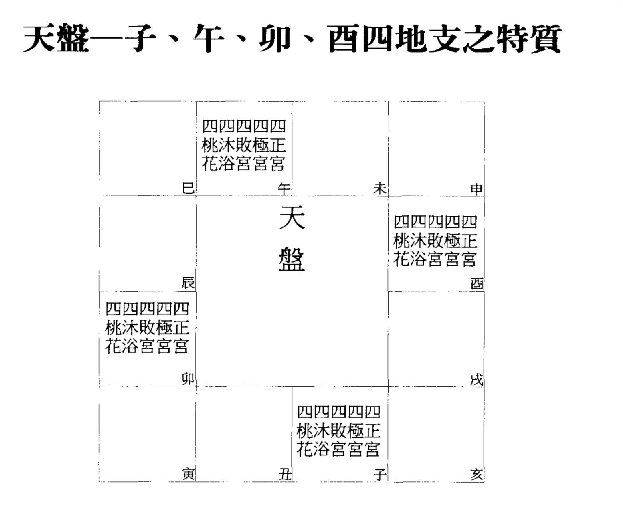 天盤—子、午、卯、酉四地支之特質
巳
四正宮
四極宮
四敗宮
四沐浴
四桃花
午
未
申
天盤
辰
四正宮
四極宮
四敗宮
四沐浴
四桃花
酉
四正宮
四極宮
四敗宮
四沐浴
四桃花
卯
戌
寅
丑
四正宮
四極宮
四敗宮
四沐浴
四桃花
子
亥